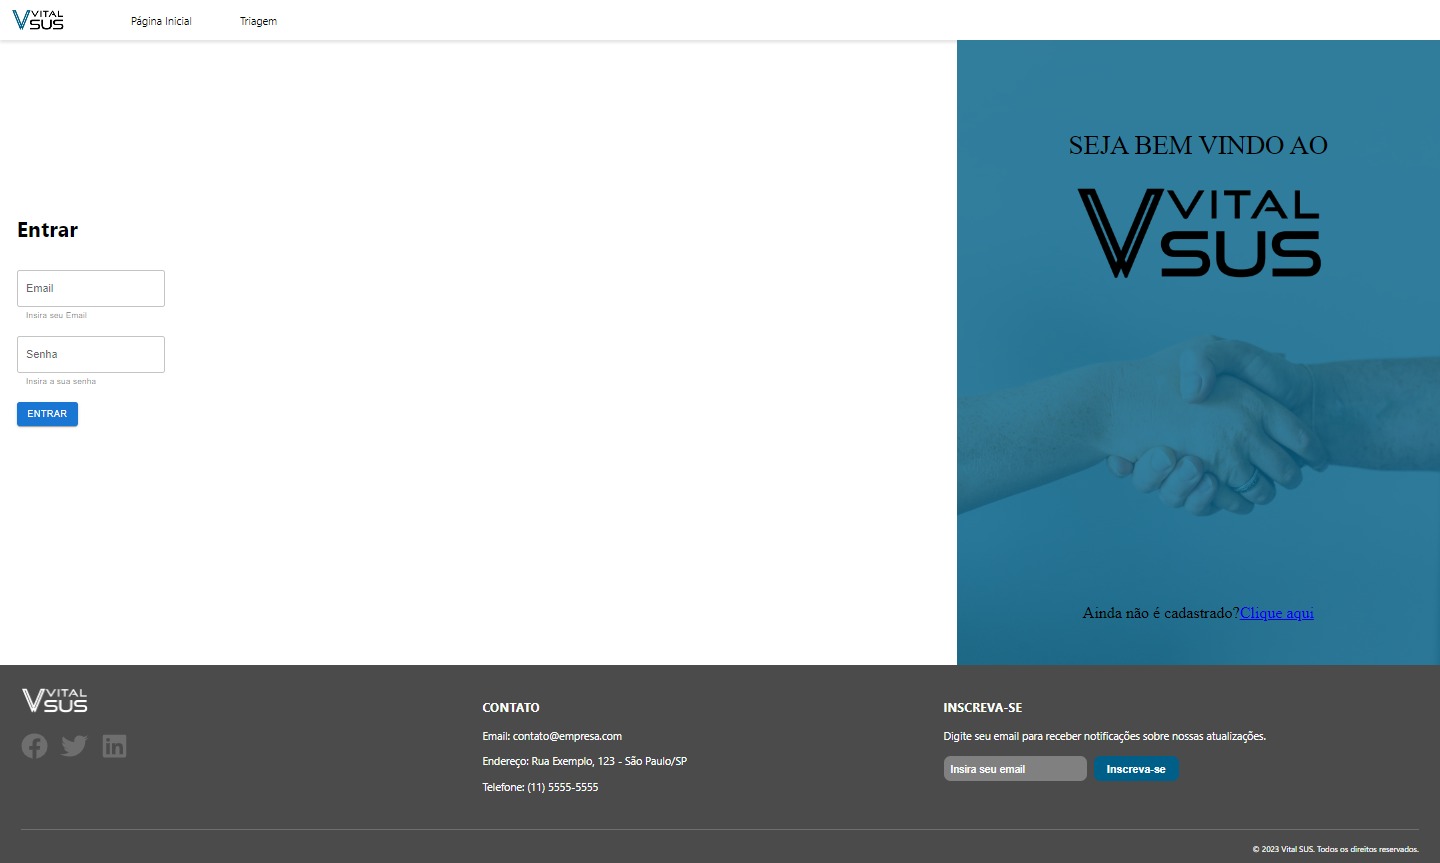 VITAL
SUS
Página Inicial
Triagem
SEJA BEM VINDO AO
VITAL
SUS
Entrar
Email
Insira seu Email
Senha
Insira a sua senha
ENTRAR
Ainda não é cadastrado?Clique aqui
VITAL
SUS
CONTATO
Email: contato@empresa.com
Endereço: Rua Exemplo, 123 - São Paulo/SP
Telefone: (11) 5555-5555
INSCREVA-SE
Digite seu email para receber notificações sobre nossas atualizações.
Insira seu email
Inscreva-se
© 2023 Vital SUS. Todos os direitos reservados.